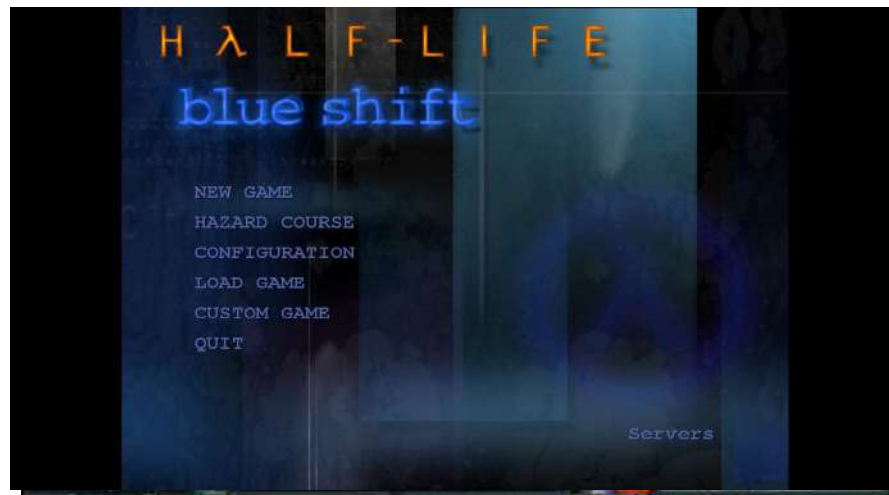 HλLF-LIFE
blue shift
NEW GAME
HAZARD COURSE
CONFIGURATION
LOAD GAME
CUSTOM GAME
QUIT
Servers